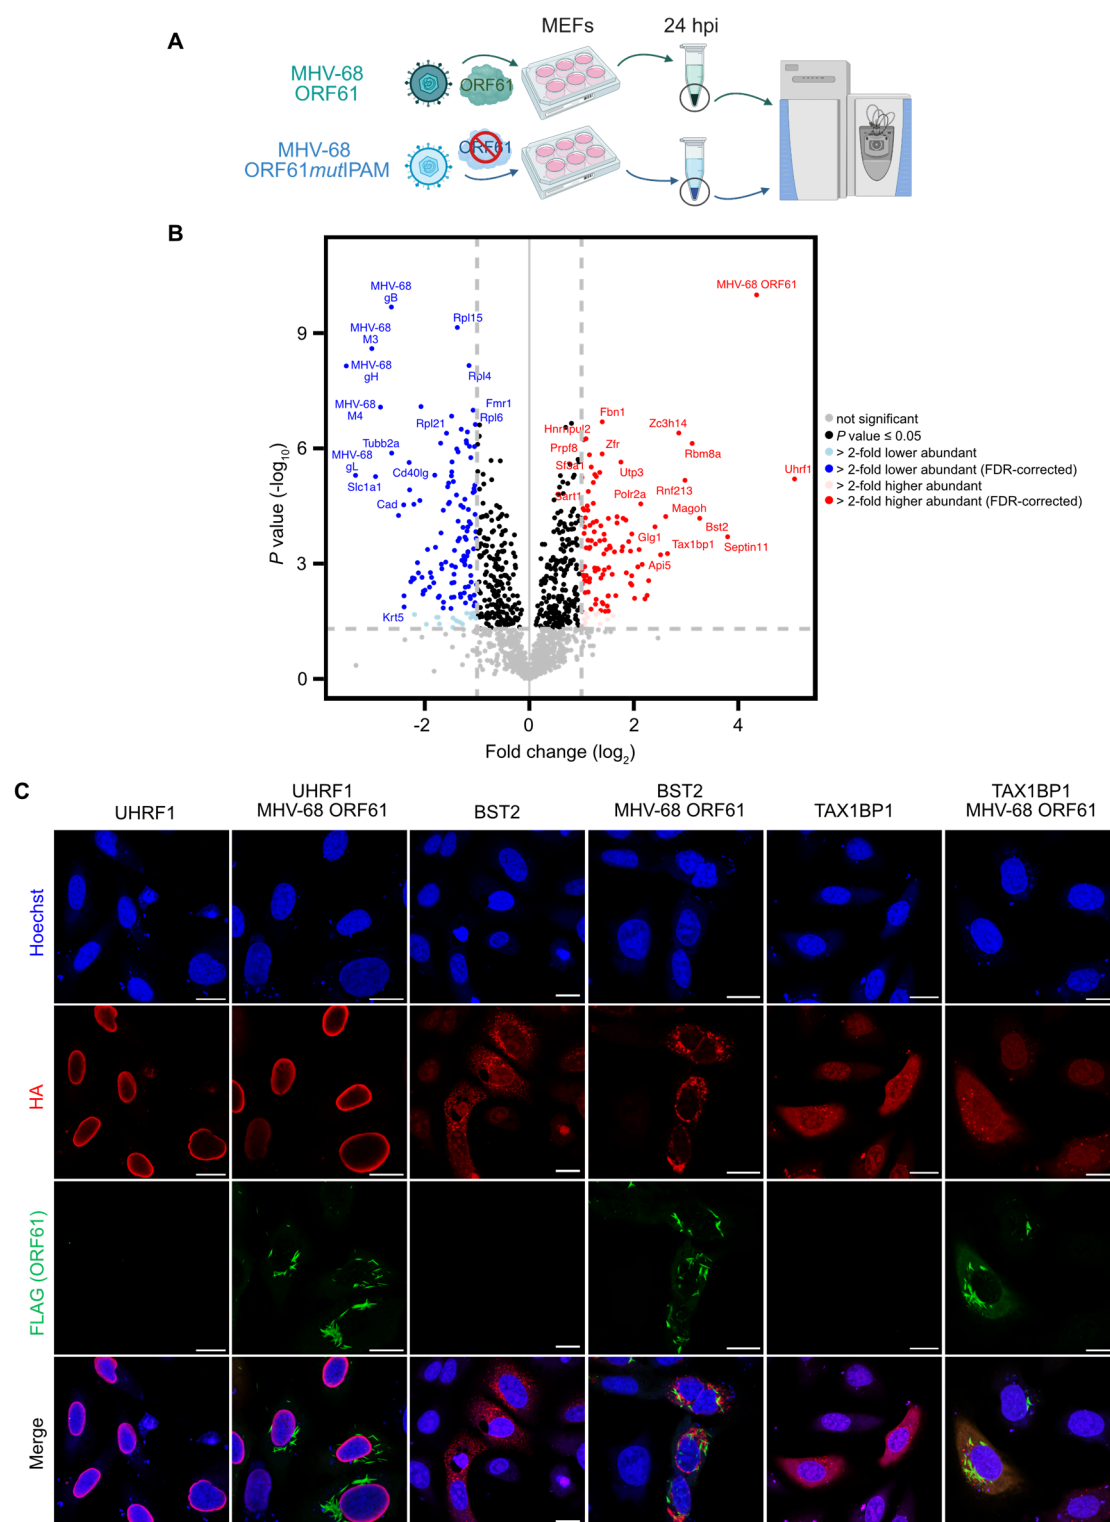 A
MEFs
24 hpi
MHV-68
ORF61
ORF61
MHV-68
ORF61mutIPAM
ORF61
B
MHV-68
gB
MHV-68 ORF61
Rpl15
MHV-68
M3
MHV-68
gH
Rpl4
MHV-68
M4
Fmr1
Rpl6
Rpl21
Fbn1
Zc3h14
Hnrnpul2
Tubb2a
Prpf8
Zfr
Rbm8a
MHV-68
gL
Cd40lg
Sf3a1
Utp3
Uhrf1
Slc1a1
Rnf213
Sart1
Polr2a
Cad
Magoh
Bst2
Glg1
Tax1bp1
Septin11
Api5
Krt5
9
6
3
0
P value (-log10)
-2
0
2
4
Fold change (log2)
not significant
P value ≤ 0.05
> 2-fold lower abundant
> 2-fold lower abundant (FDR-corrected)
> 2-fold higher abundant
> 2-fold higher abundant (FDR-corrected)
C
UHRF1
UHRF1
MHV-68 ORF61
BST2
BST2
MHV-68 ORF61
TAX1BP1
TAX1BP1
MHV-68 ORF61
Hoechst
HA
FLAG (ORF61)
Merge